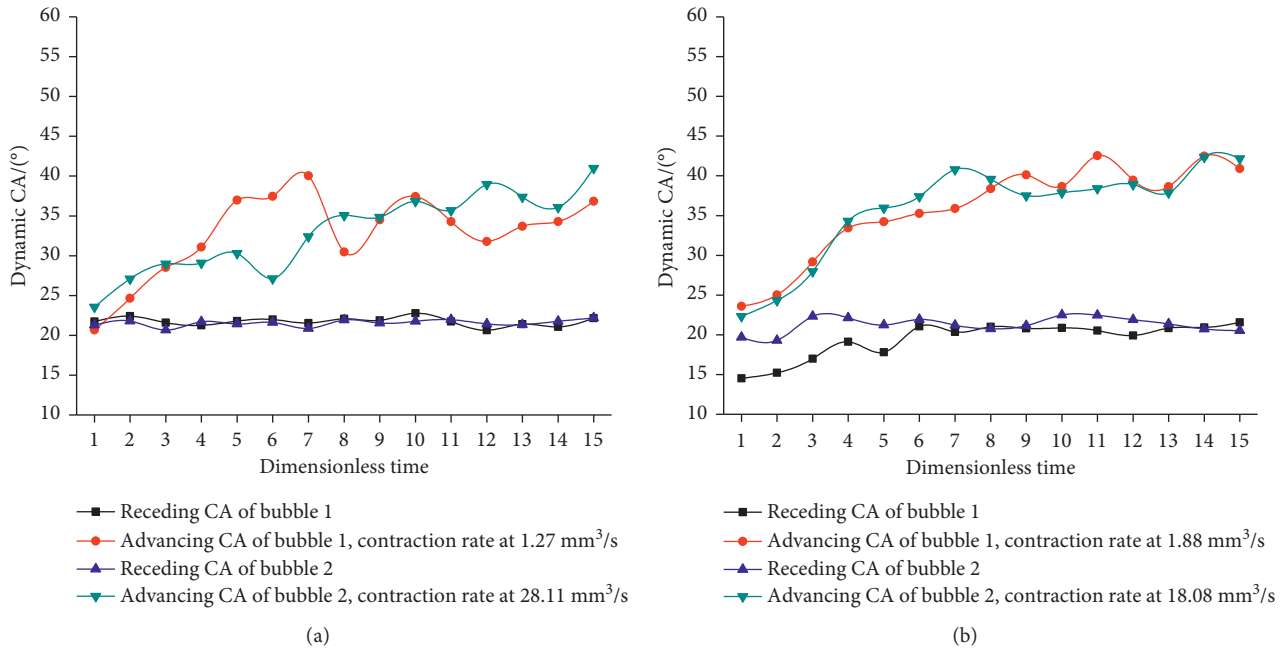 60
55
50
45
40
35
30
25
20
15
10
Dynamic CA/(°)
1 2 3 4 5 6 7 8 9 10 11 12 13 14 15
Dimensionless time
Receding CA of bubble 1
Advancing CA of bubble 1, contraction rate at 1.27 mm³/s
Receding CA of bubble 2
Advancing CA of bubble 2, contraction rate at 28.11 mm³/s
(a)
60
55
50
45
40
35
30
25
20
15
10
Dynamic CA/(°)
1 2 3 4 5 6 7 8 9 10 11 12 13 14 15
Dimensionless time
Receding CA of bubble 1
Advancing CA of bubble 1, contraction rate at 1.88 mm³/s
Receding CA of bubble 2
Advancing CA of bubble 2, contraction rate at 18.08 mm³/s
(b)